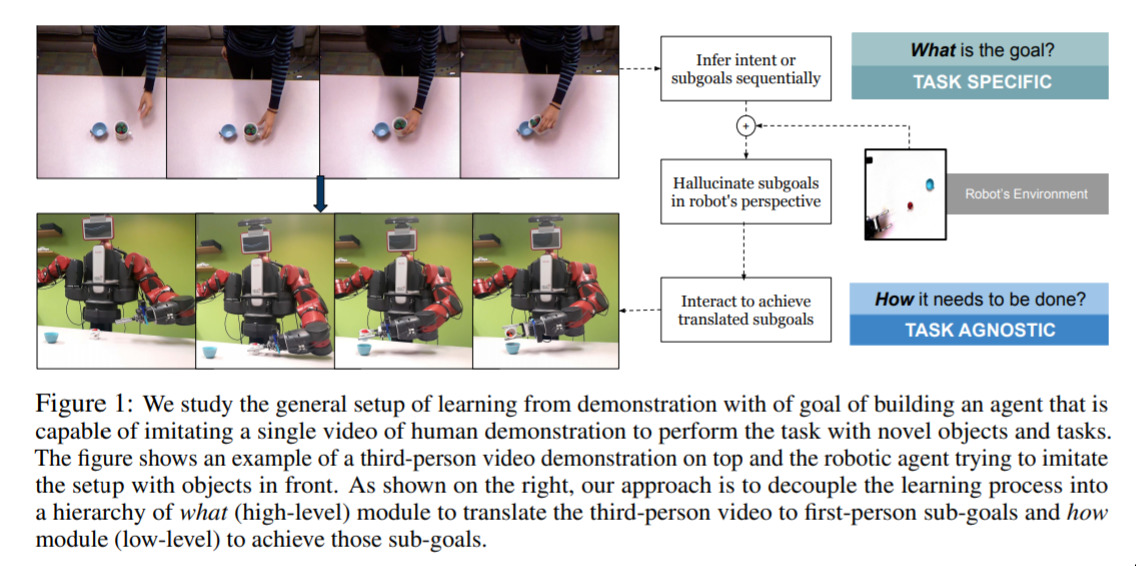 Infer intent or
subgoals sequentially
What is the goal?
TASK SPECIFIC
+
Hallucinate subgoals
in robot's perspective
Robot's Environment
Interact to achieve
translated subgoals
How it needs to be done?
TASK AGNOSTIC
Figure 1: We study the general setup of learning from demonstration with of goal of building an agent that is
capable of imitating a single video of human demonstration to perform the task with novel objects and tasks.
The figure shows an example of a third-person video demonstration on top and the robotic agent trying to imitate
the setup with objects in front. As shown on the right, our approach is to decouple the learning process into
a hierarchy of what (high-level) module to translate the third-person video to first-person sub-goals and how
module (low-level) to achieve those sub-goals.